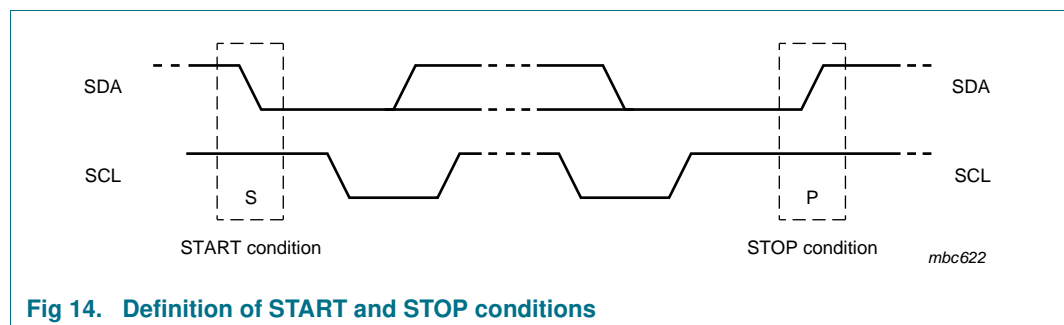 SDA SDA
SCL SCL
S P
START condition STOP condition
mbc622
Fig 14. Definition of START and STOP conditions